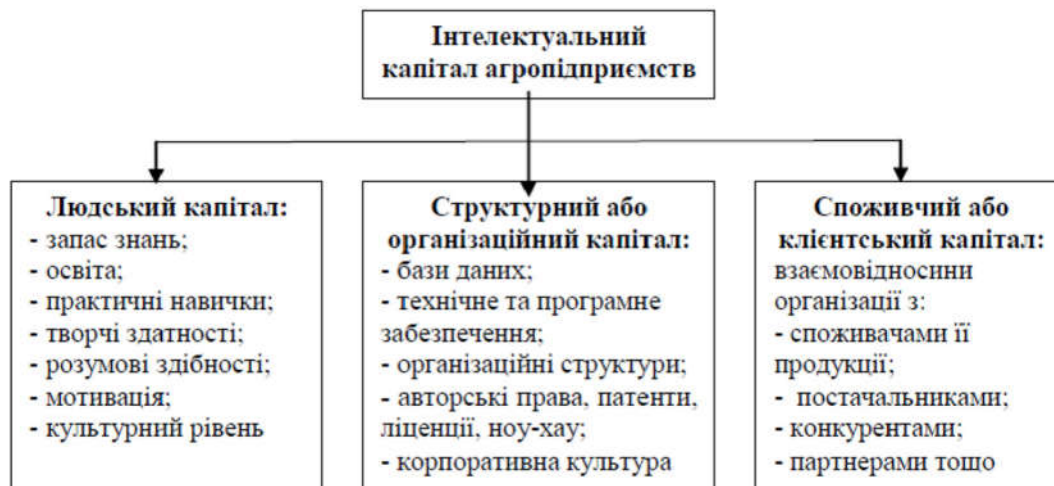 Інтелектуальний
капітал агропідприємств
Людський капітал:
- запас знань;
- освіта;
- практичні навички;
- творчі здатності;
- розумові здібності;
- мотивація;
- культурний рівень
Структурний або
організаційний капітал:
- бази даних;
- технічне та програмне
забезпечення;
- організаційні структури;
- авторські права, патенти,
ліценції, ноу-хау;
- корпоративна культура
Споживчий або
клієнтський капітал:
взаємовідносини
організації з:
- споживачами її
продукції;
- постачальниками;
- конкурентами;
- партнерами тощо